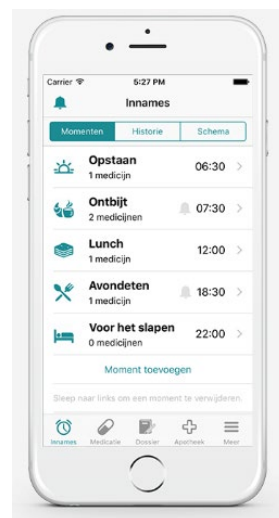 Carrier 5:27 PM
Innames
Momenten Historie Schema
Opstaan
1 medicijn
06:30
Ontbijt
2 medicijnen
07:30
Lunch
1 medicijn
12:00
Avondeten
1 medicijn
18:30
Voor het slapen
0 medicijnen
22:00
Moment toevoegen
Sleep naar links om een moment te verwijderen.
Innames Medicatie Dossier Apotheek Meer